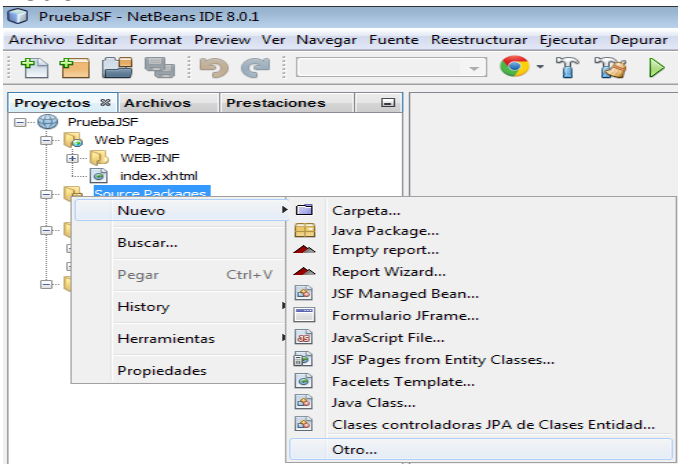 PruebaJSF - NetBeans IDE 8.0.1
Archivo Editar Format Preview Ver Navegar Fuente Reestructurar Ejecutar Depurar
Proyectos Archivos Prestaciones
PruebaJSF
Web Pages
WEB-INF
index.xhtml
Source Packages
Nuevo
Buscar...
Pegar Ctrl+V
History
Herramientas
Propiedades
Carpeta...
Java Package...
Empty report...
Report Wizard...
JSF Managed Bean...
Formulario JFrame...
JavaScript File...
JSF Pages from Entity Classes...
Facelets Template...
Java Class...
Clases controladoras JPA de Clases Entidad...
Otro...